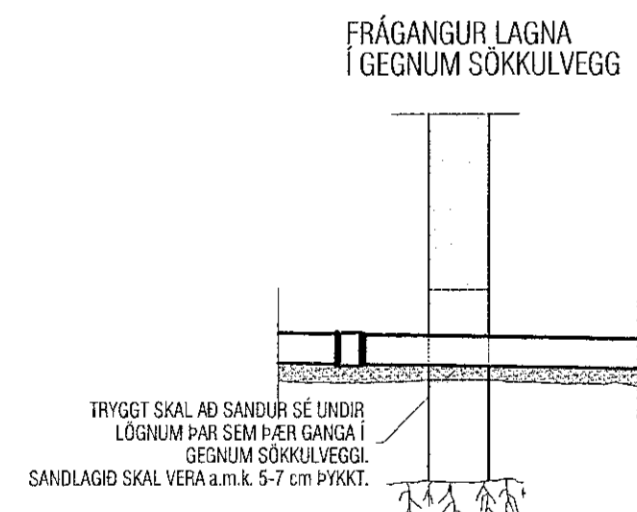 FRÁGANGUR LAGNA
Í GEGNUM SÖKKULVEGG
TRYGGT SKAL AÐ SANDUR SÉ UNDIR
LÖGNUM ÞAR SEM ÞÆR GANGA Í
GEGNUM SÖKKULVEGGI.
SANDLAGIÐ SKAL VERA a.m.k. 5-7 cm ÞYKKT.